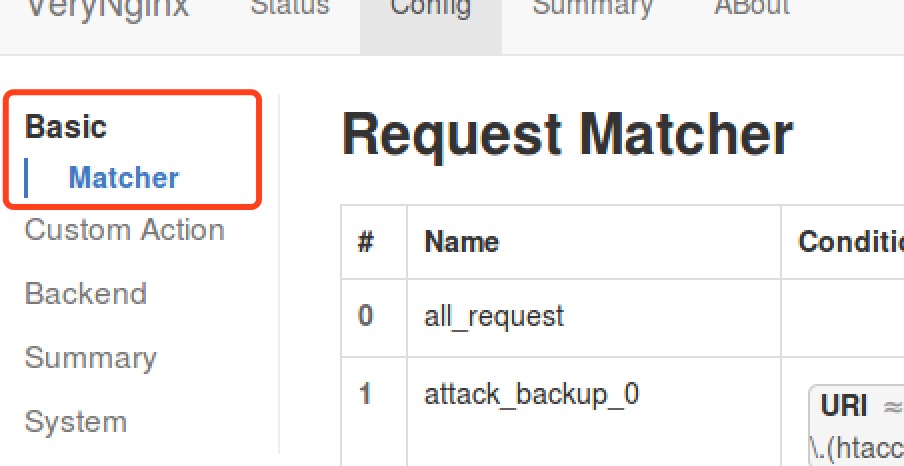 VeryNginx Status Config Summary ABout
Basic
Matcher
Custom Action
Backend
Summary
System
Request Matcher
# Name
0 all_request
1 attack_backup_0
URI ≈
\.(htacc